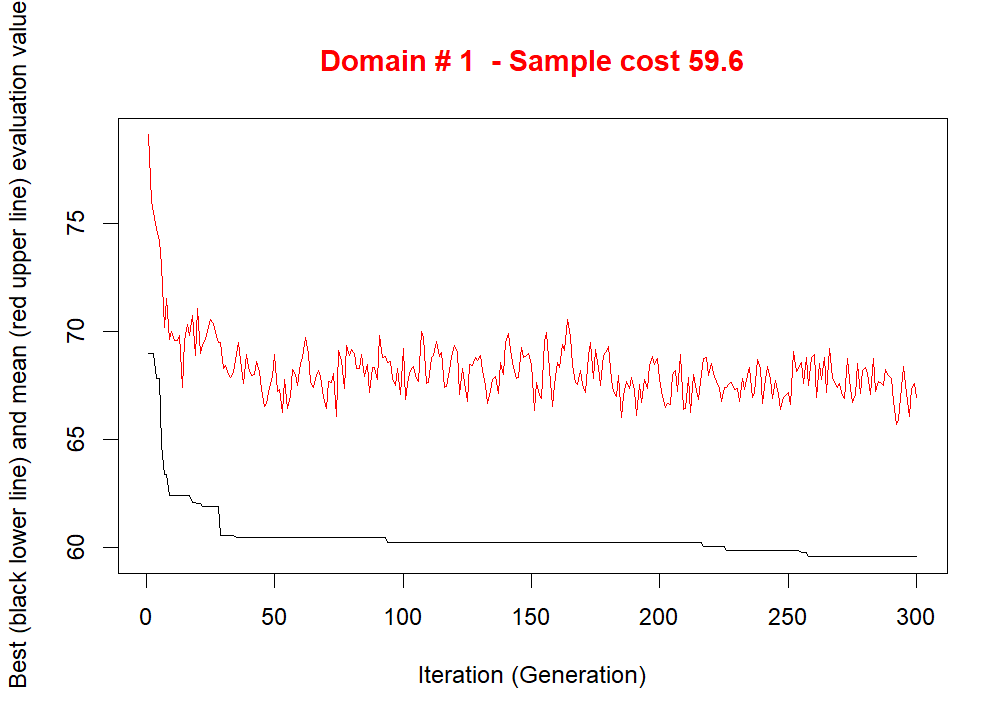 Domain # 1  - Sample cost 59.6
Best (black lower line) and mean (red upper line) evaluation value
75
70
65
60
0 50 100 150 200 250 300
Iteration (Generation)